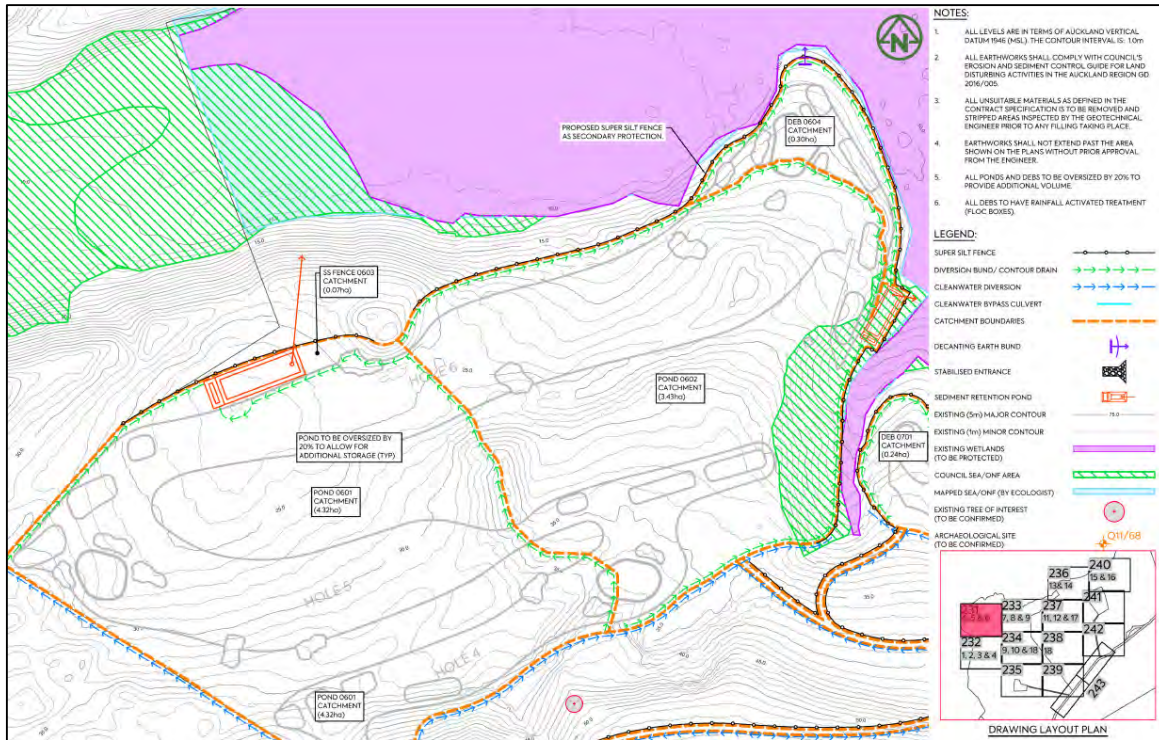 N
NOTES:
1. ALL LEVELS ARE IN TERMS OF AUCKLAND VERTICAL
DATUM 1946 (MSL). THE CONTOUR INTERVAL IS: 1.0m
2. ALL EARTHWORKS SHALL COMPLY WITH COUNCIL'S
EROSION AND SEDIMENT CONTROL GUIDE FOR LAND
DISTURBING ACTIVITIES IN THE AUCKLAND REGION GD
2016/005.
3. ALL UNSUITABLE MATERIALS AS DEFINED IN THE
CONTRACT SPECIFICATION IS TO BE REMOVED AND
STRIPPED AREAS INSPECTED BY THE GEOTECHNICAL
ENGINEER PRIOR TO ANY FILLING TAKING PLACE.
4. EARTHWORKS SHALL NOT EXTEND PAST THE AREA
SHOWN ON THE PLANS WITHOUT PRIOR APPROVAL
FROM THE ENGINEER.
5. ALL PONDS AND DEBS TO BE OVERSIZED BY 20% TO
PROVIDE ADDITIONAL VOLUME.
6. ALL DEBS TO HAVE RAINFALL ACTIVATED TREATMENT
(FLOC BOXES).
LEGEND:
SUPER SILT FENCE
DIVERSION BUND/ CONTOUR DRAIN
CLEANWATER DIVERSION
CLEANWATER BYPASS CULVERT
CATCHMENT BOUNDARIES
DECANTING EARTH BUND
STABILISED ENTRANCE
SEDIMENT RETENTION POND
EXISTING (5m) MAJOR CONTOUR
EXISTING (1m) MINOR CONTOUR
EXISTING WETLANDS
(TO BE PROTECTED)
COUNCIL SEA/ONF AREA
MAPPED SEA/ONF (BY ECOLOGIST)
EXISTING TREE OF INTEREST
(TO BE CONFIRMED)
ARCHAEOLOGICAL SITE
(TO BE CONFIRMED)
Q11/68
PROPOSED SUPER SILT FENCE
AS SECONDARY PROTECTION.
DEB 0604
CATCHMENT
(0.30ha)
SS FENCE 0603
CATCHMENT
(0.07ha)
HOLE 6
POND 0602
CATCHMENT
(3.43ha)
POND TO BE OVERSIZED BY
20% TO ALLOW FOR
ADDITIONAL STORAGE (TYP)
DEB 0701
CATCHMENT
(0.24ha)
POND 0601
CATCHMENT
(4.32ha)
HOLE 5
HOLE 4
POND 0601
CATCHMENT
(4.32ha)
236
13 & 14
240
15 & 16
241
231
233
7, 8 & 9
237
11, 12 & 17
232
1, 2, 3 & 4
234
9, 10 & 18
238
18
242
235
239
243
DRAWING LAYOUT PLAN